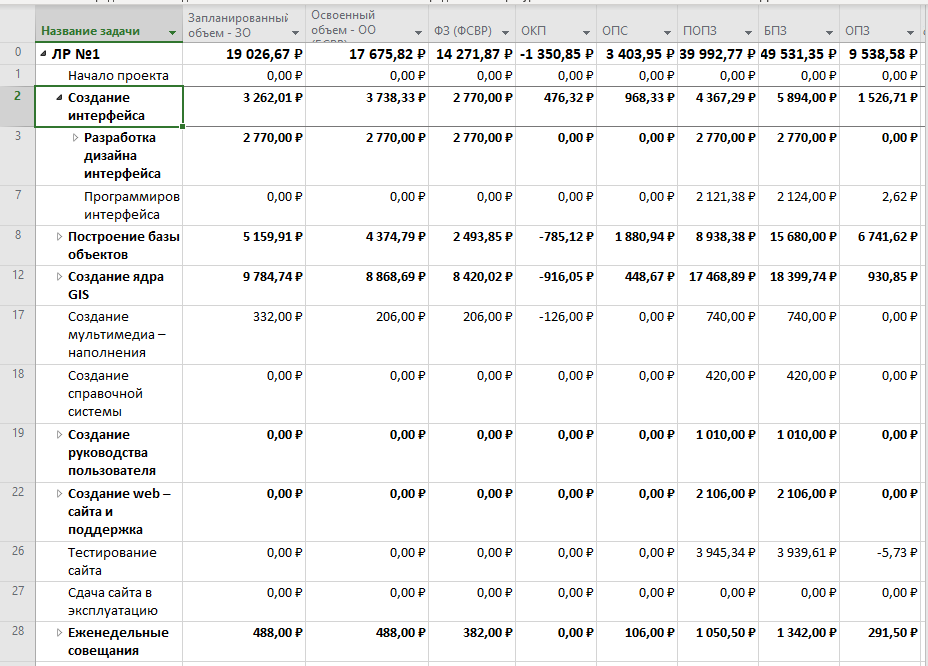 Название задачи Запланированный объем - ЗО Освоенный объем - ОО ФЗ (ФСВР) ОКП ОПС ПОПЗ БПЗ ОПЗ
0 ЛР №1 19 026,67 ₽ 17 675,82 ₽ 14 271,87 ₽ -1 350,85 ₽ 3 403,95 ₽ 39 992,77 ₽ 49 531,35 ₽ 9 538,58 ₽
1 Начало проекта 0,00 ₽ 0,00 ₽ 0,00 ₽ 0,00 ₽ 0,00 ₽ 0,00 ₽ 0,00 ₽ 0,00 ₽
2 Создание 3 262,01 ₽ 3 738,33 ₽ 2 770,00 ₽ 476,32 ₽ 968,33 ₽ 4 367,29 ₽ 5 894,00 ₽ 1 526,71 ₽
интерфейса
3 Разработка 2 770,00 ₽ 2 770,00 ₽ 2 770,00 ₽ 0,00 ₽ 0,00 ₽ 2 770,00 ₽ 2 770,00 ₽ 0,00 ₽
дизайна
интерфейса
7 Программиров 0,00 ₽ 0,00 ₽ 0,00 ₽ 0,00 ₽ 0,00 ₽ 2 121,38 ₽ 2 124,00 ₽ 2,62 ₽
интерфейса
8 Построение базы 5 159,91 ₽ 4 374,79 ₽ 2 493,85 ₽ -785,12 ₽ 1 880,94 ₽ 8 938,38 ₽ 15 680,00 ₽ 6 741,62 ₽
объектов
12 Создание ядра 9 784,74 ₽ 8 868,69 ₽ 8 420,02 ₽ -916,05 ₽ 448,67 ₽ 17 468,89 ₽ 18 399,74 ₽ 930,85 ₽
GIS
17 Создание 332,00 ₽ 206,00 ₽ 206,00 ₽ -126,00 ₽ 0,00 ₽ 740,00 ₽ 740,00 ₽ 0,00 ₽
мультимедиа –
наполнения
18 Создание 0,00 ₽ 0,00 ₽ 0,00 ₽ 0,00 ₽ 0,00 ₽ 420,00 ₽ 420,00 ₽ 0,00 ₽
справочной
системы
19 Создание 0,00 ₽ 0,00 ₽ 0,00 ₽ 0,00 ₽ 0,00 ₽ 1 010,00 ₽ 1 010,00 ₽ 0,00 ₽
руководства
пользователя
22 Создание web – 0,00 ₽ 0,00 ₽ 0,00 ₽ 0,00 ₽ 0,00 ₽ 2 106,00 ₽ 2 106,00 ₽ 0,00 ₽
сайта и
поддержка
26 Тестирование 0,00 ₽ 0,00 ₽ 0,00 ₽ 0,00 ₽ 0,00 ₽ 3 945,34 ₽ 3 939,61 ₽ -5,73 ₽
сайта
27 Сдача сайта в 0,00 ₽ 0,00 ₽ 0,00 ₽ 0,00 ₽ 0,00 ₽ 0,00 ₽ 0,00 ₽ 0,00 ₽
эксплуатацию
28 Еженедельные 488,00 ₽ 488,00 ₽ 382,00 ₽ 0,00 ₽ 106,00 ₽ 1 050,50 ₽ 1 342,00 ₽ 291,50 ₽
совещания